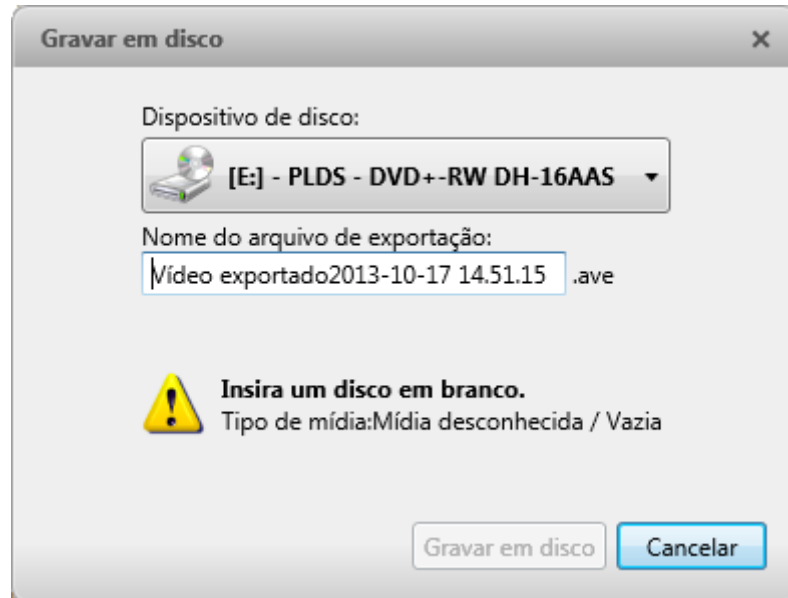 Gravar em disco
Dispositivo de disco:
[E:] - PLDS - DVD+-RW DH-16AAS
Nome do arquivo de exportação:
Vídeo exportado2013-10-17 14.51.15 .ave
Insira um disco em branco.
Tipo de mídia:Mídia desconhecida / Vazia
Gravar em disco Cancelar